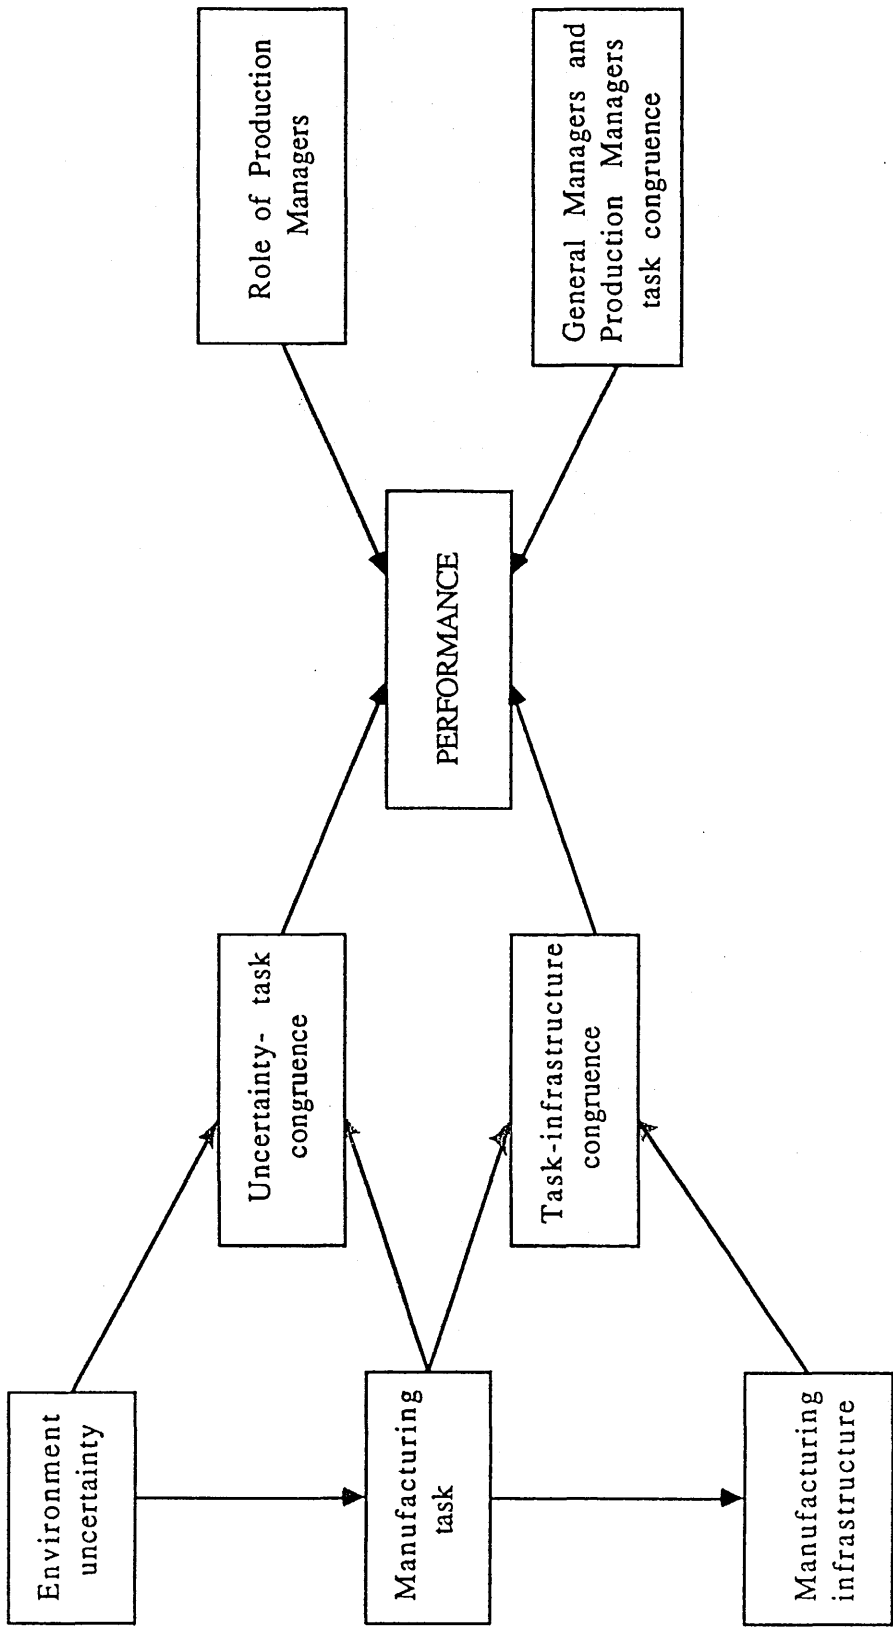 Environment
uncertainty
Manufacturing
task
Manufacturing
infrastructure
Uncertainty- task
congruence
Task-infrastructure
congruence
PERFORMANCE
Role of Production
Managers
General Managers and
Production Managers
task congruence